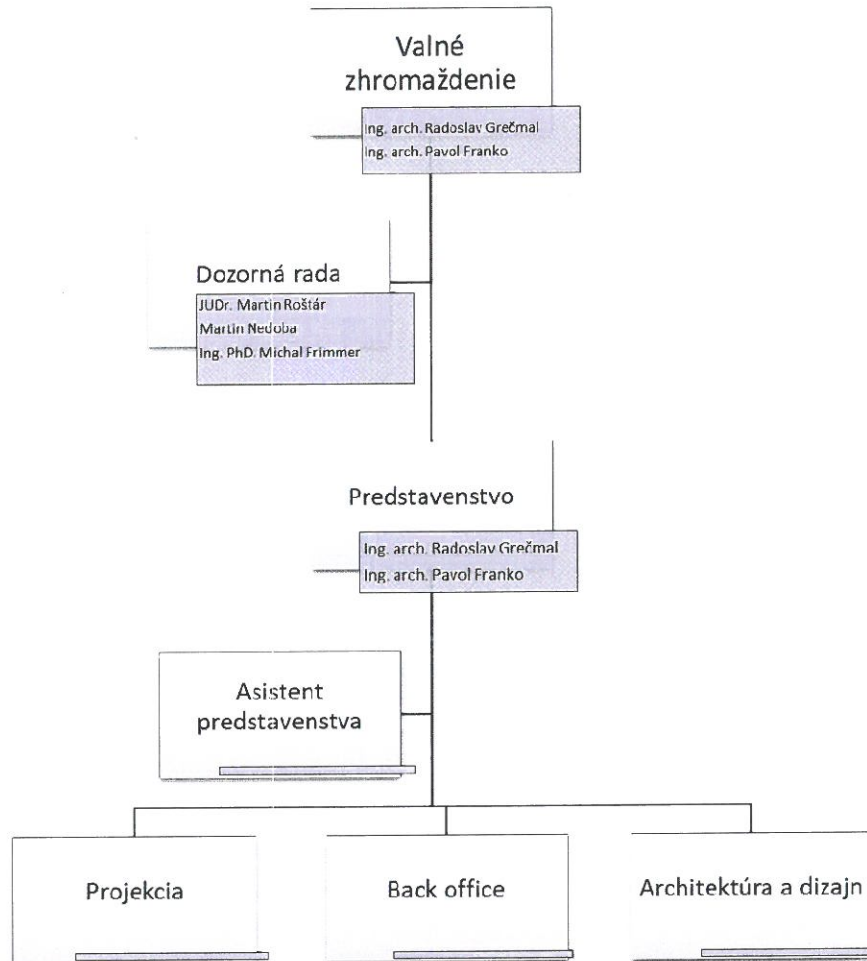 Valné
zhromaždenie
Ing. arch. Radoslav Grečmal
Ing. arch. Pavol Franko
Dozorná rada
JUDr. Martin Roštár
Martin Nedoba
Ing. PhD. Michal Frimmer
Predstavenstvo
Ing. arch. Radoslav Grečmal
Ing. arch. Pavol Franko
Asistent
predstavenstva
Projekcia
Back office
Architektúra a dizajn